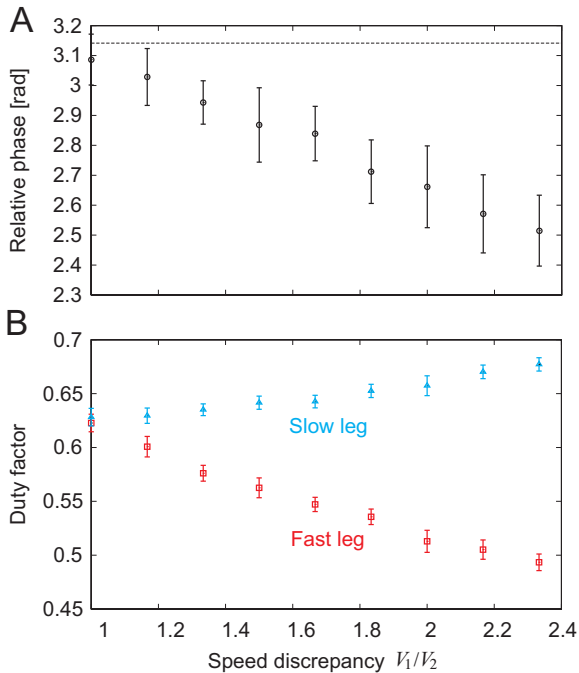 A
3.2
3.1
3
2.9
2.8
2.7
2.6
2.5
2.4
2.3
Relative phase [rad]
B
0.7
0.65
0.6
0.55
0.5
0.45
Duty factor
Slow leg
Fast leg
1 1.2 1.4 1.6 1.8 2 2.2 2.4
Speed discrepancy V₁/V₂